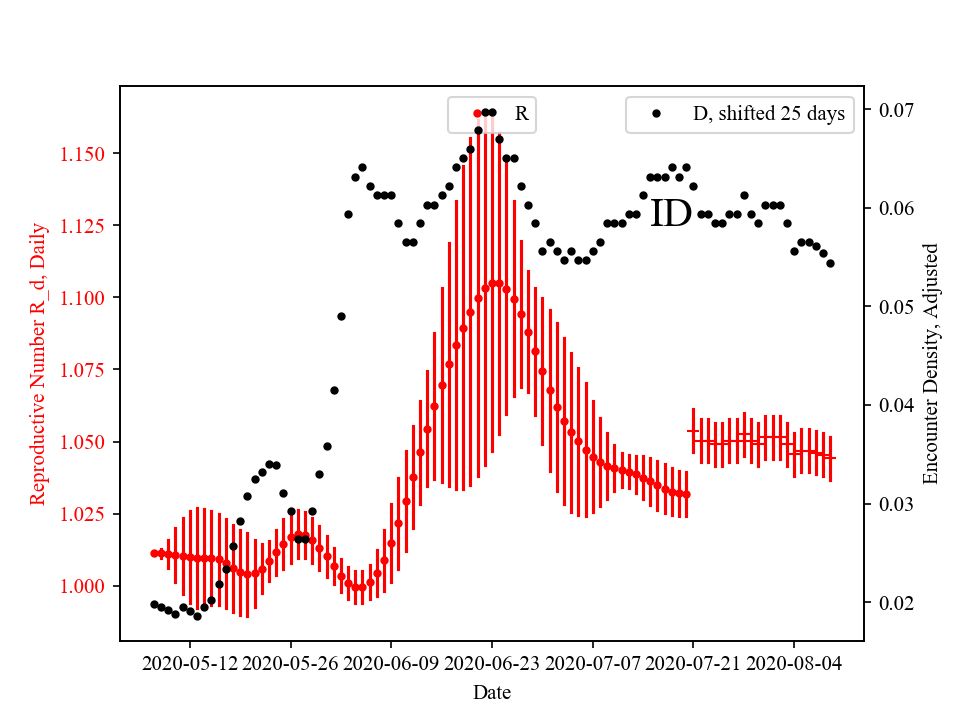 R
D, shifted 25 days
ID
Reproductive Number R_d, Daily
1.150
1.125
1.100
1.075
1.050
1.025
1.000
0.07
0.06
0.05
0.04
0.03
0.02
Encounter Density, Adjusted
2020-05-12 2020-05-26 2020-06-09 2020-06-23 2020-07-07 2020-07-21 2020-08-04
Date